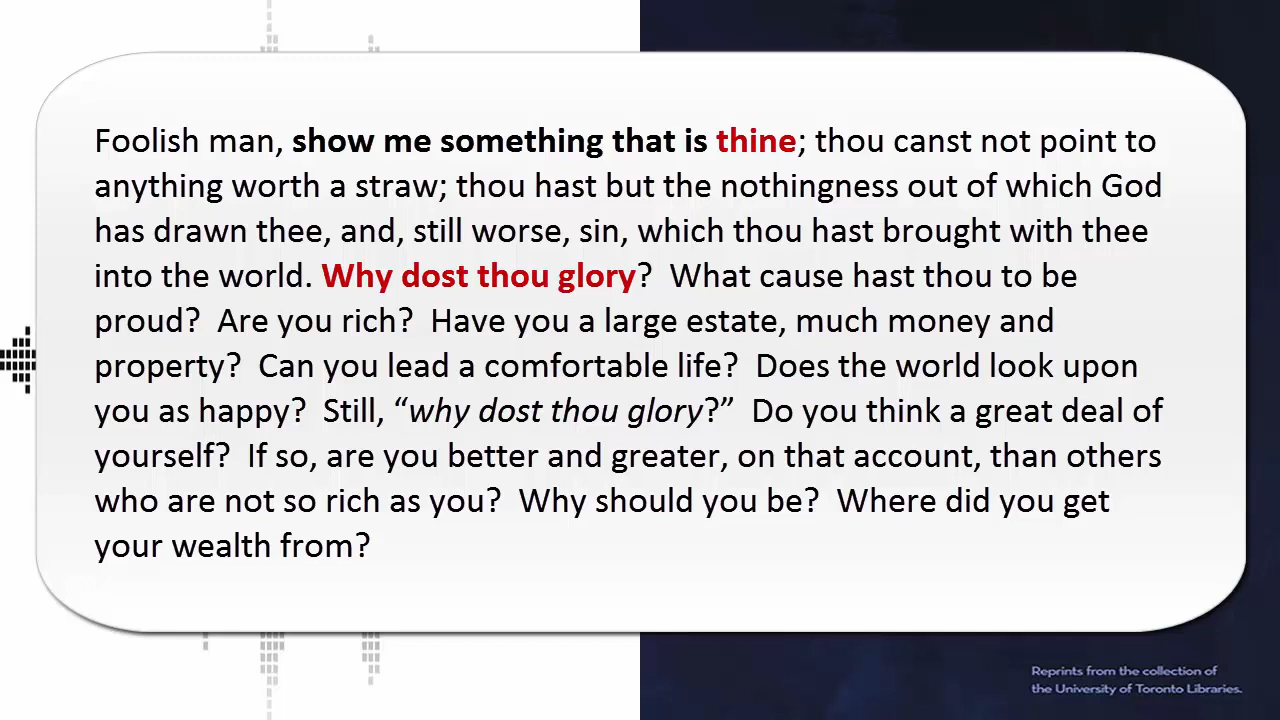 Foolish man, show me something that is thine; thou canst not point to
anything worth a straw; thou hast but the nothingness out of which God
has drawn thee, and, still worse, sin, which thou hast brought with thee
into the world. Why dost thou glory?  What cause hast thou to be
proud?  Are you rich?  Have you a large estate, much money and
property?  Can you lead a comfortable life?  Does the world look upon
you as happy?  Still, “why dost thou glory?”  Do you think a great deal of
yourself?  If so, are you better and greater, on that account, than others
who are not so rich as you?  Why should you be?  Where did you get
your wealth from?
Reprints from the collection of
the University of Toronto Libraries.